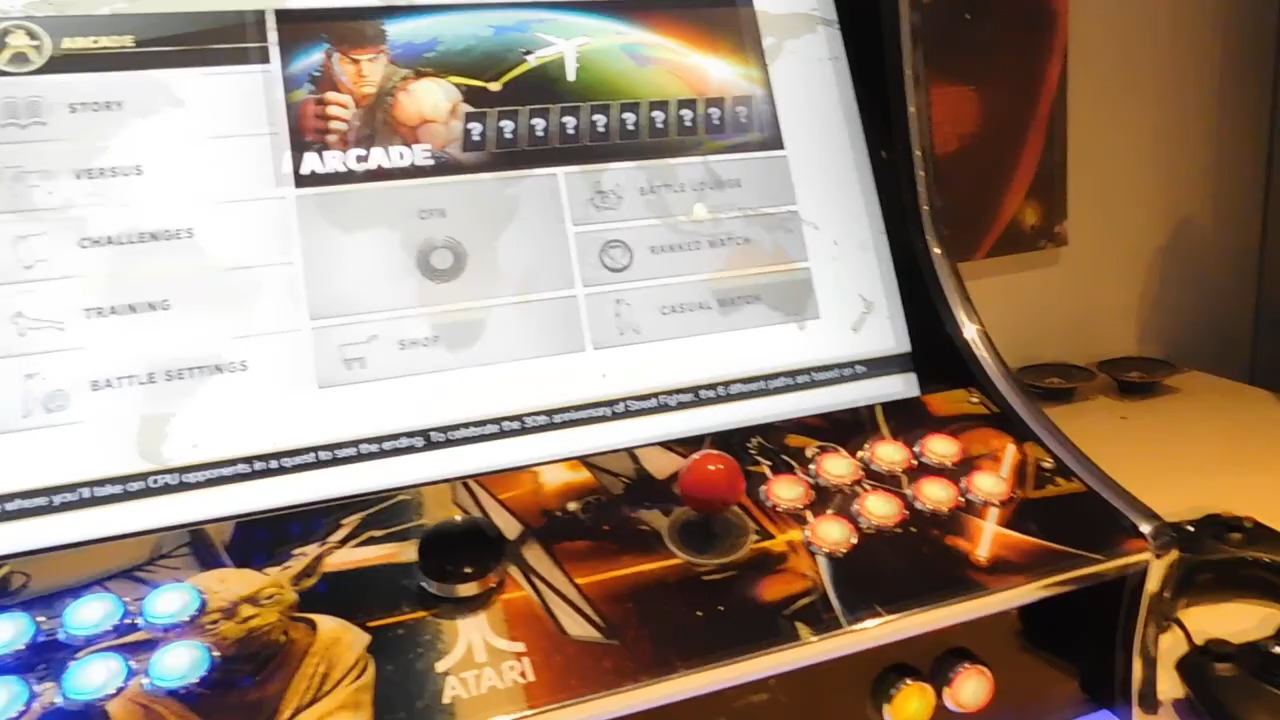 ARCADE
STORY
VERSUS
CHALLENGES
TRAINING
BATTLE SETTINGS
ARCADE
? ? ? ? ? ? ? ? ? ?
CFN
SHOP
BATTLE LOUNGE
RANKED MATCH
CASUAL MATCH
where you'll take on CPU opponents in a quest to see the ending. To celebrate the 30th anniversary of Street Fighter, the 6 different paths are based on th
ATARI